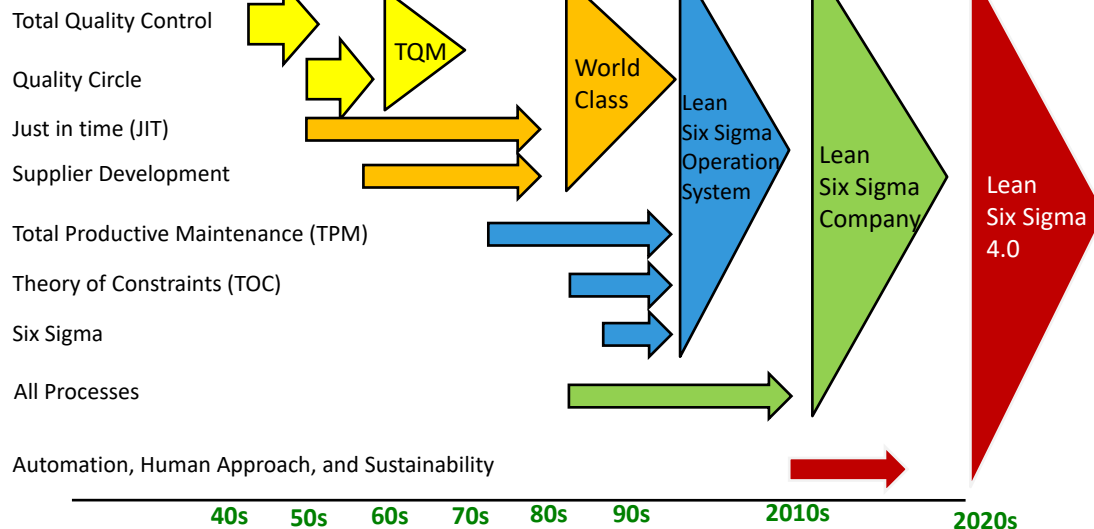 Total Quality Control
Quality Circle
TQM
World
Class
Just in time (JIT)
Supplier Development
Lean
Six Sigma
Operation
System
Lean
Six Sigma
Company
Lean
Six Sigma
4.0
Total Productive Maintenance (TPM)
Theory of Constraints (TOC)
Six Sigma
All Processes
Automation, Human Approach, and Sustainability
40s
50s
60s
70s
80s
90s
2010s
2020s